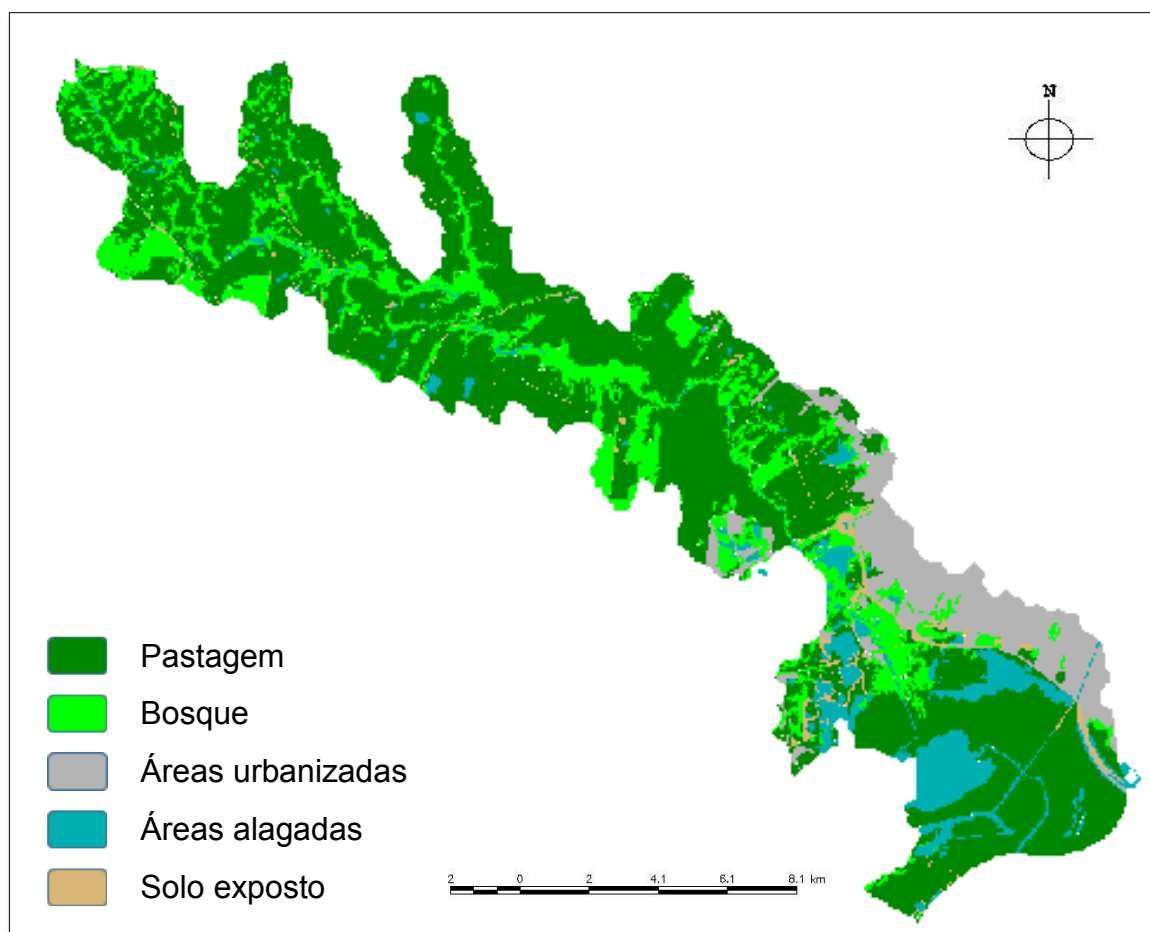 N
Pastagem
Bosque
Áreas urbanizadas
Áreas alagadas
Solo exposto
2 0 2 4.1 6.1 8.1 km